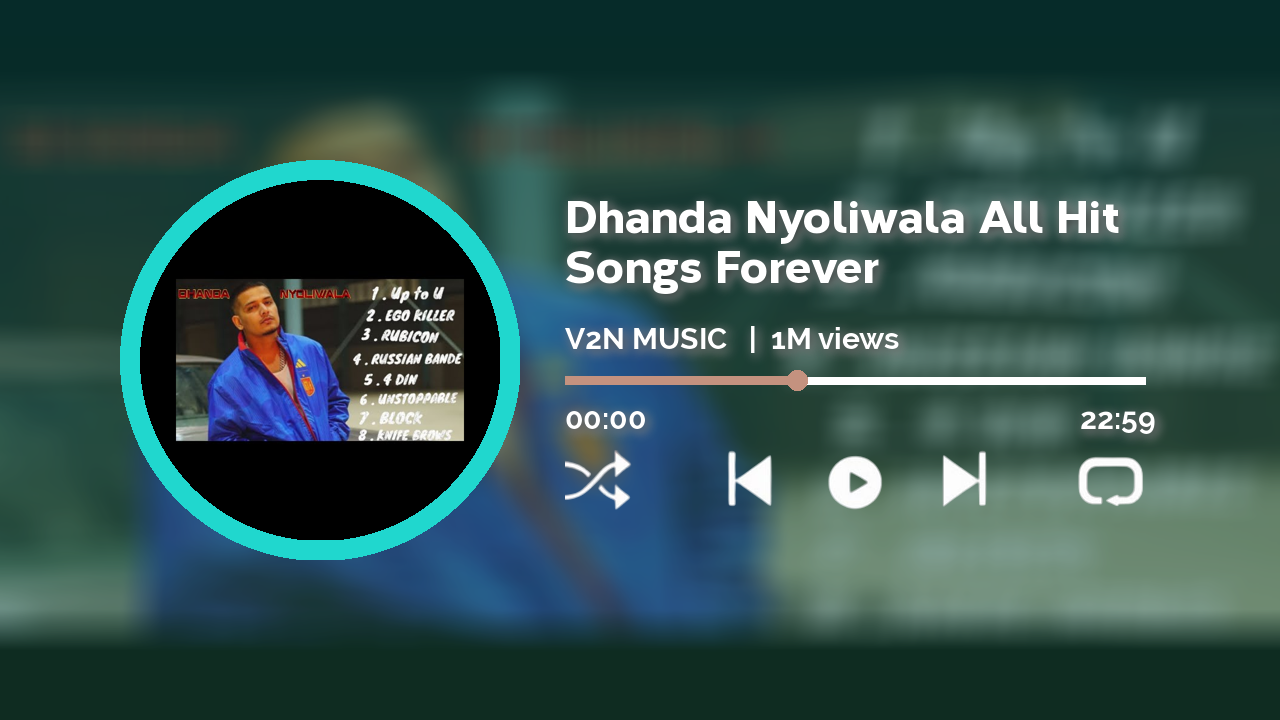 Dhanda Nyoliwala All Hit
Songs Forever
V2N MUSIC | 1M views
00:00 22:59
DHANDA NYOLIWALA
1. Up to U
2. EGO KILLER
3. RUBICON
4. RUSSIAN BANDE
5. 4 DIN
6. UNSTOPPABLE
7. BLOCK
8. KNIFE BROWS